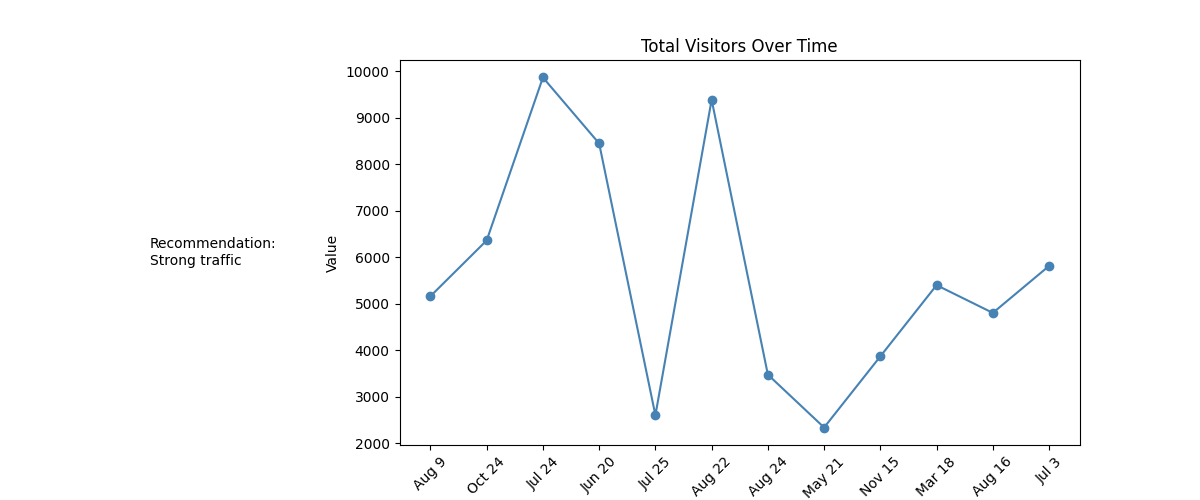 Total Visitors Over Time
Recommendation:
Strong traffic
Value
10000
9000
8000
7000
6000
5000
4000
3000
2000
Aug 9
Oct 24
Jul 24
Jun 20
Jul 25
Aug 22
Aug 24
May 21
Nov 15
Mar 18
Aug 16
Jul 3